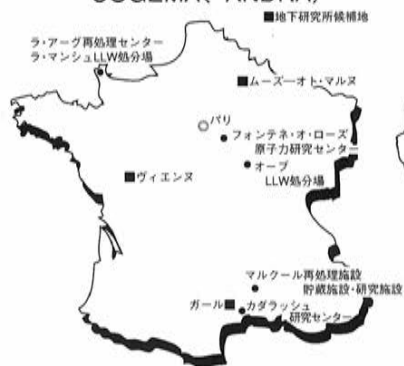 COGEMA(、ANDRA)
■地下研究所候補地
ラ・アーグ再処理センター
ラ・マンシュLLW処分場
ムーズ―オト・マルヌ
パリ
フォンテネ・オ・ローズ
原子力研究センター
オーブ
LLW処分場
ヴィエンヌ
マルクール再処理施設
貯蔵施設・研究施設
ガール
カダラッシュ
研究センター